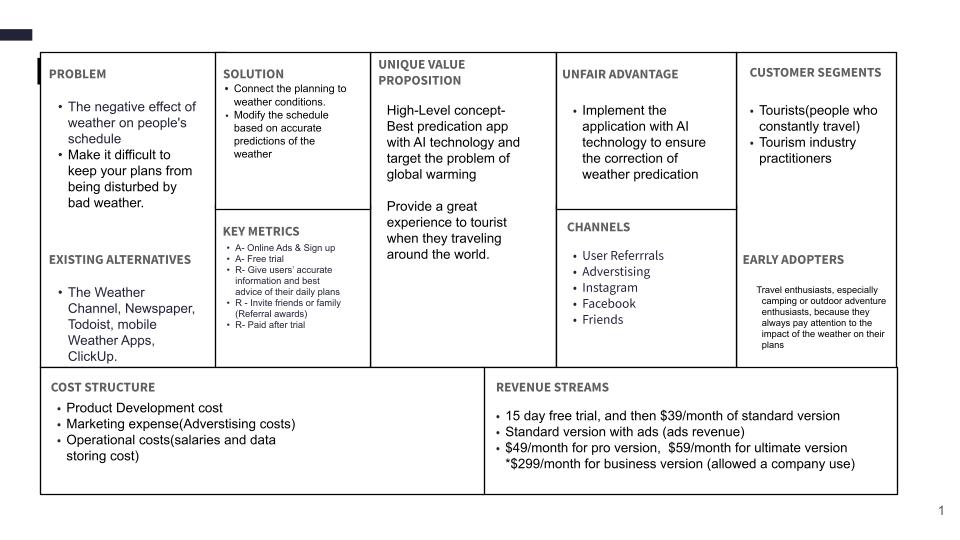 PROBLEM
• The negative effect of
weather on people's
schedule
• Make it difficult to
keep your plans from
being disturbed by
bad weather.
EXISTING ALTERNATIVES
• The Weather
Channel, Newspaper,
Todoist, mobile
Weather Apps,
ClickUp.
SOLUTION
• Connect the planning to
weather conditions.
• Modify the schedule
based on accurate
predictions of the
weather
KEY METRICS
• A- Online Ads & Sign up
• A- Free trial
• R- Give users' accurate
information and best
advice of their daily plans
• R - Invite friends or family
(Referral awards)
• R- Paid after trial
UNIQUE VALUE
PROPOSITION
High-Level concept-
Best predication app
with AI technology and
target the problem of
global warming
Provide a great
experience to tourist
when they traveling
around the world.
UNFAIR ADVANTAGE
• Implement the
application with AI
technology to ensure
the correction of
weather predication
CHANNELS
• User Referrrals
• Adverstising
• Instagram
• Facebook
• Friends
CUSTOMER SEGMENTS
• Tourists(people who
constantly travel)
• Tourism industry
practitioners
EARLY ADOPTERS
Travel enthusiasts, especially
camping or outdoor adventure
enthusiasts, because they
always pay attention to the
impact of the weather on their
plans
COST STRUCTURE
• Product Development cost
• Marketing expense(Adverstising costs)
• Operational costs(salaries and data
storing cost)
REVENUE STREAMS
• 15 day free trial, and then $39/month of standard version
• Standard version with ads (ads revenue)
• $49/month for pro version, $59/month for ultimate version
*$299/month for business version (allowed a company use)
1